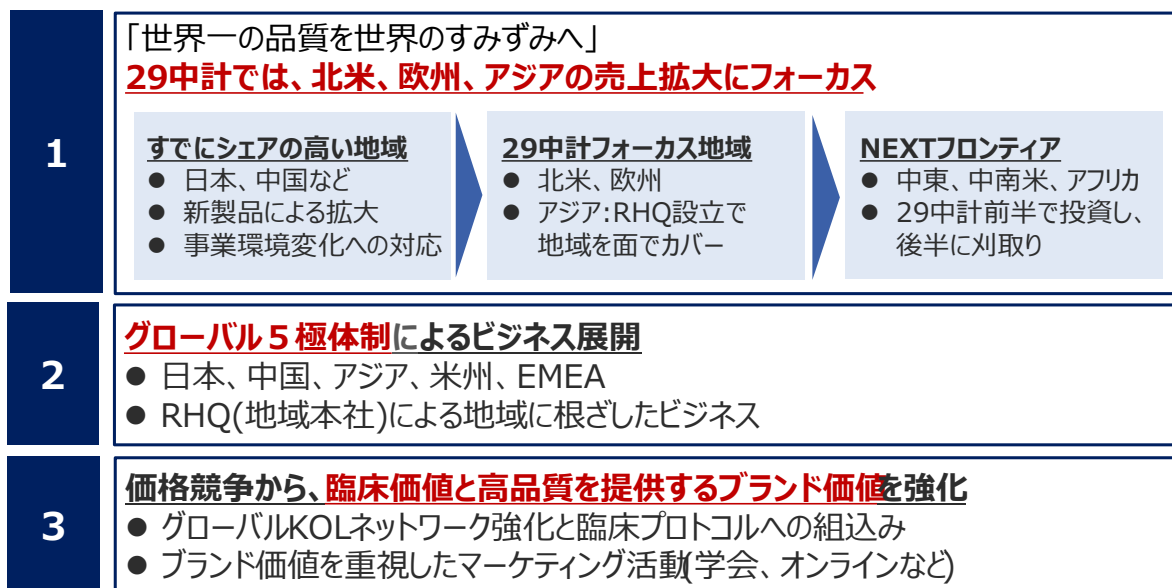 1
「世界一の品質を世界のすみずみへ」
29中計では、北米、欧州、アジアの売上拡大にフォーカス
すでにシェアの高い地域
● 日本、中国など
● 新製品による拡大
● 事業環境変化への対応
29中計フォーカス地域
● 北米、欧州
● アジア:RHQ設立で
地域を面でカバー
NEXTフロンティア
● 中東、中南米、アフリカ
● 29中計前半で投資し、
後半に刈取り
2
グローバル５極体制によるビジネス展開
● 日本、中国、アジア、米州、EMEA
● RHQ(地域本社)による地域に根ざしたビジネス
3
価格競争から、臨床価値と高品質を提供するブランド価値を強化
● グローバルKOLネットワーク強化と臨床プロトコルへの組込み
● ブランド価値を重視したマーケティング活動(学会、オンラインなど)